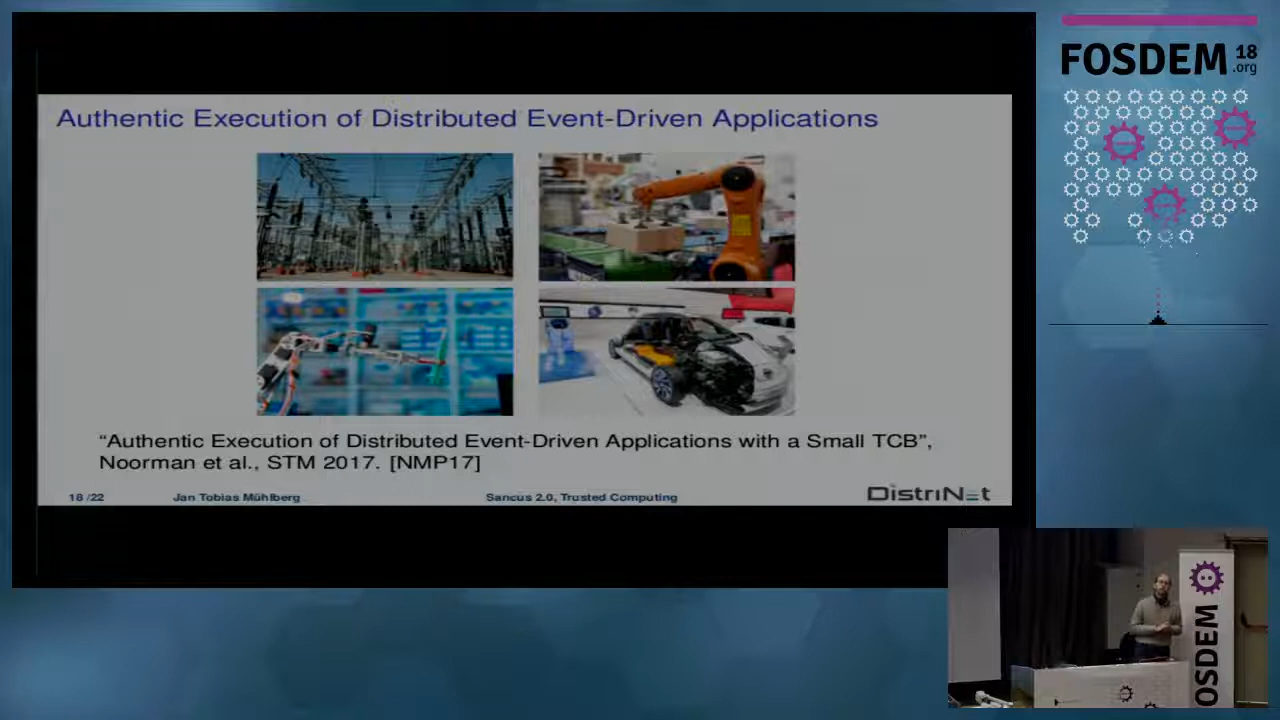 Authentic Execution of Distributed Event-Driven Applications
“Authentic Execution of Distributed Event-Driven Applications with a Small TCB”,
Noorman et al., STM 2017. [NMP17]
18 /22 Jan Tobias Mühlberg Sancus 2.0, Trusted Computing DistriNet
FOSDEM 18
.org
FOSDEM